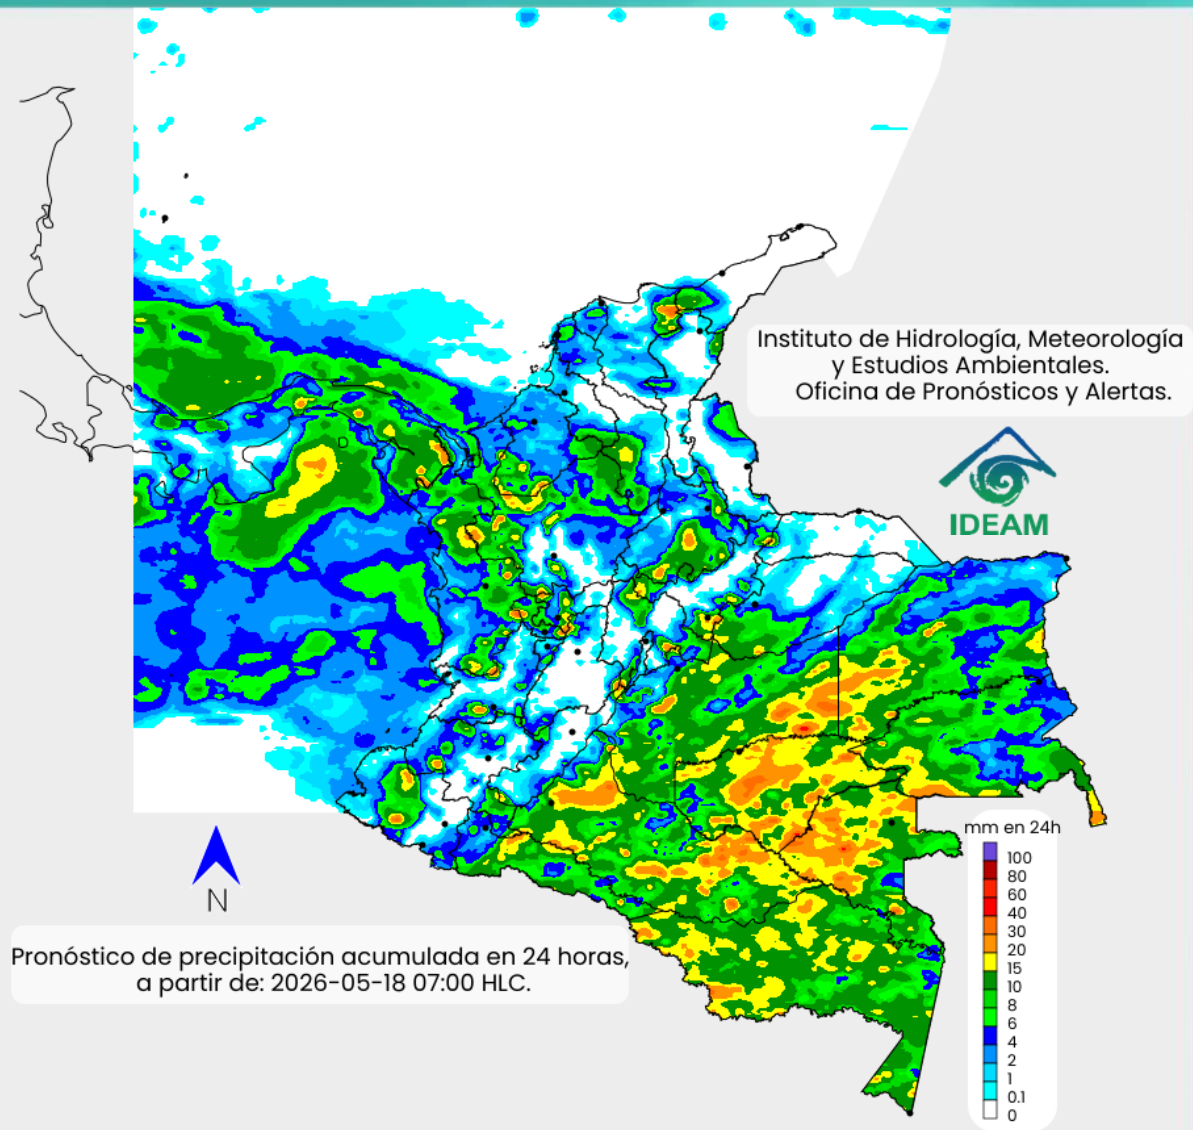 Instituto de Hidrología, Meteorología
y Estudios Ambientales.
Oficina de Pronósticos y Alertas.
IDEAM
mm en 24h
100
80
60
40
30
20
15
10
8
6
4
2
1
0.1
0
N
Pronóstico de precipitación acumulada en 24 horas,
a partir de: 2026-05-18 07:00 HLC.